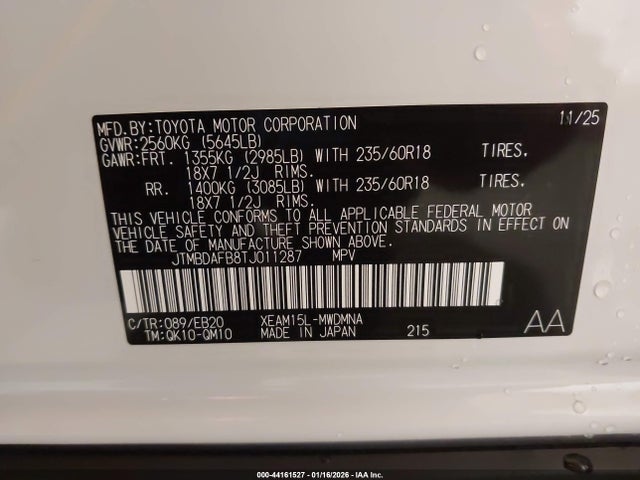 MFD.BY:TOYOTA MOTOR CORPORATION 11/25
GVWR:2560KG (5645LB)
GAWR:FRT. 1355KG (2985LB) WITH 235/60R18 TIRES.
18X7 1/2J RIMS.
RR. 1400KG (3085LB) WITH 235/60R18 TIRES.
18X7 1/2J RIMS.
THIS VEHICLE CONFORMS TO ALL APPLICABLE FEDERAL MOTOR
VEHICLE SAFETY AND THEFT PREVENTION STANDARDS IN EFFECT ON
THE DATE OF MANUFACTURE SHOWN ABOVE.
JTMBDAFB8TJ011287 MPV
C/TR:089/EB20 XEAM15L-MWDMNA AA
TM:QK10-QM10 MADE IN JAPAN 215
000-44161527 - 01/16/2026 - IAA Inc.